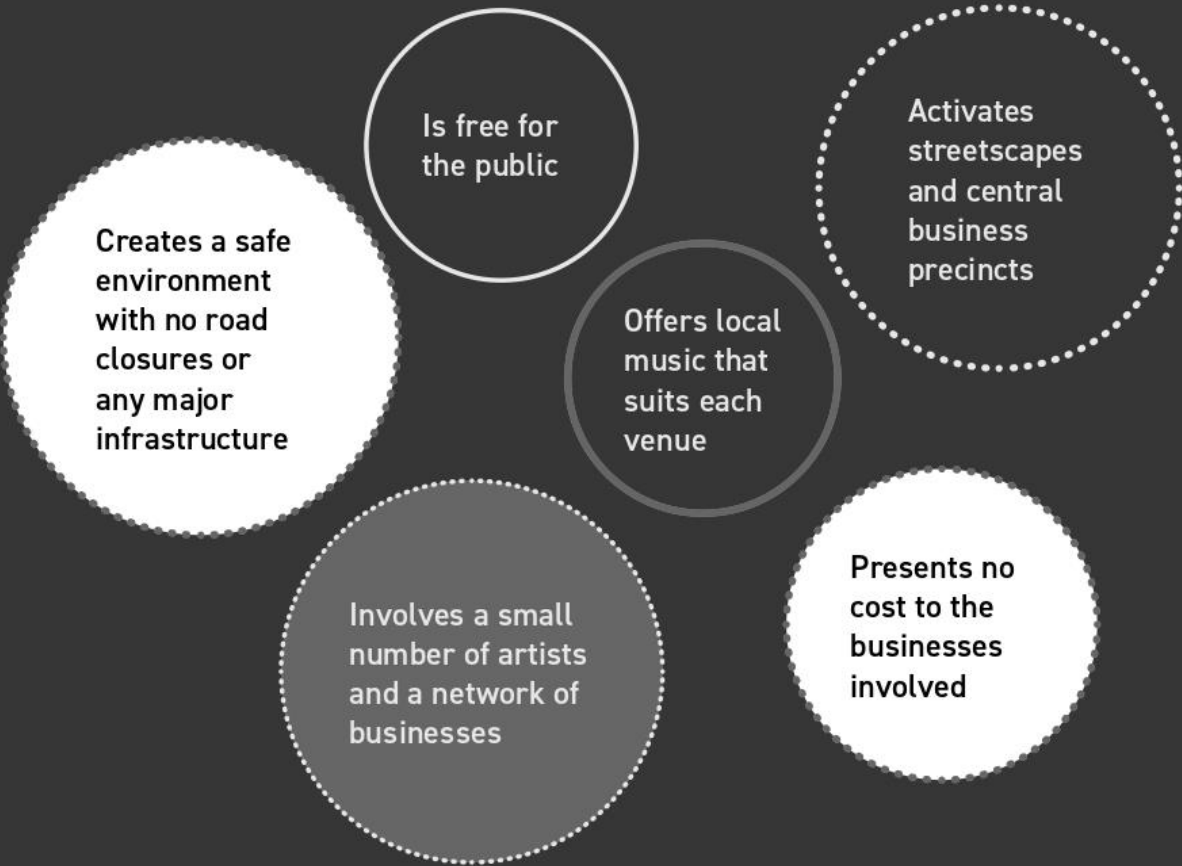 Is free for
the public
Activates
streetscapes
and central
business
precincts
Creates a safe
environment
with no road
closures or
any major
infrastructure
Offers local
music that
suits each
venue
Involves a small
number of artists
and a network of
businesses
Presents no
cost to the
businesses
involved